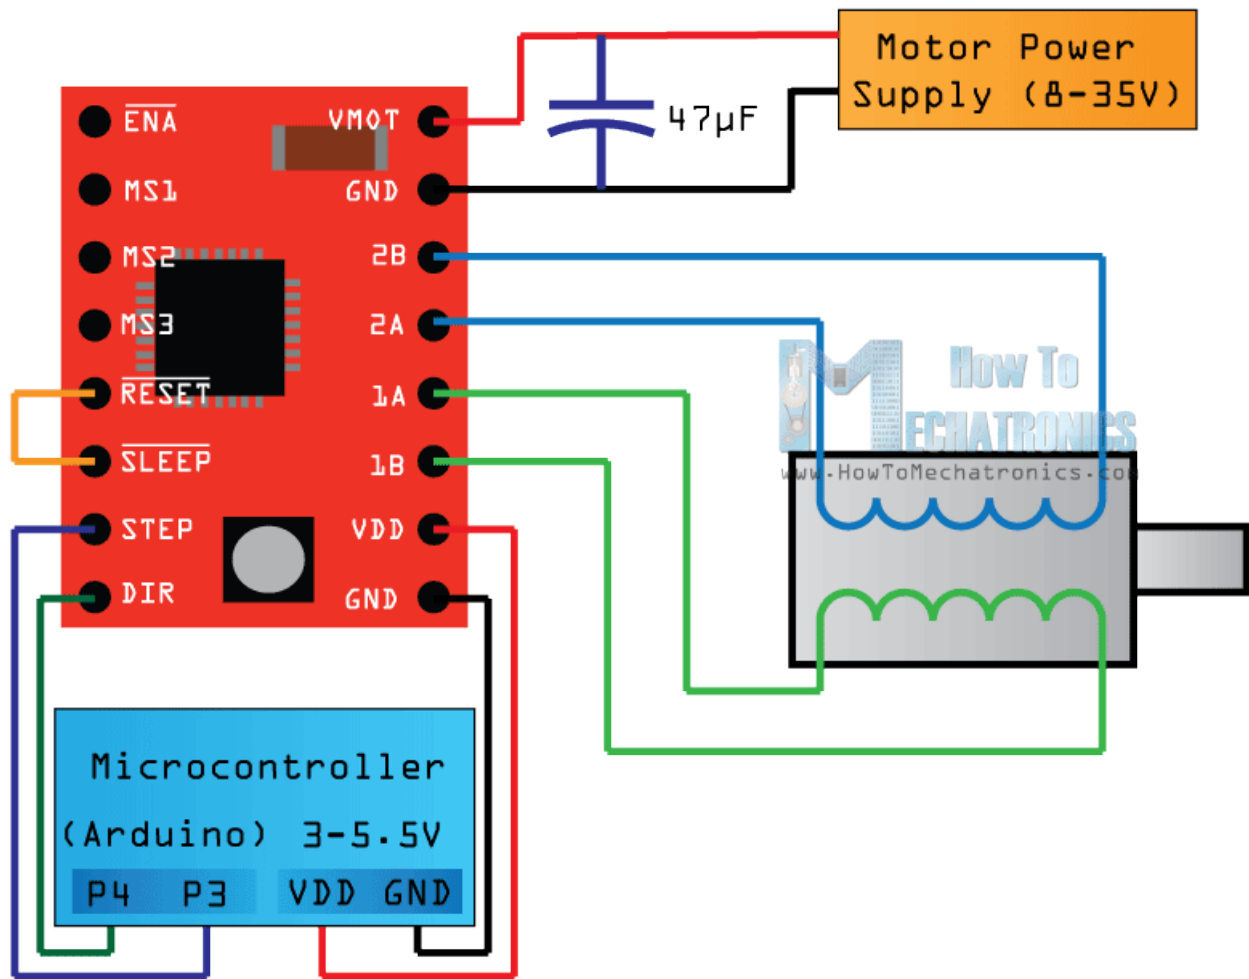 Motor Power
Supply (8-35V)
47µF
ENA
VMOT
MS1
GND
MS2
2B
MS3
2A
RESET
1A
SLEEP
1B
STEP
VDD
DIR
GND
How To
MECHATRONICS
www.HowToMechatronics.com
Microcontroller
(Arduino) 3-5.5V
P4 P3 VDD GND